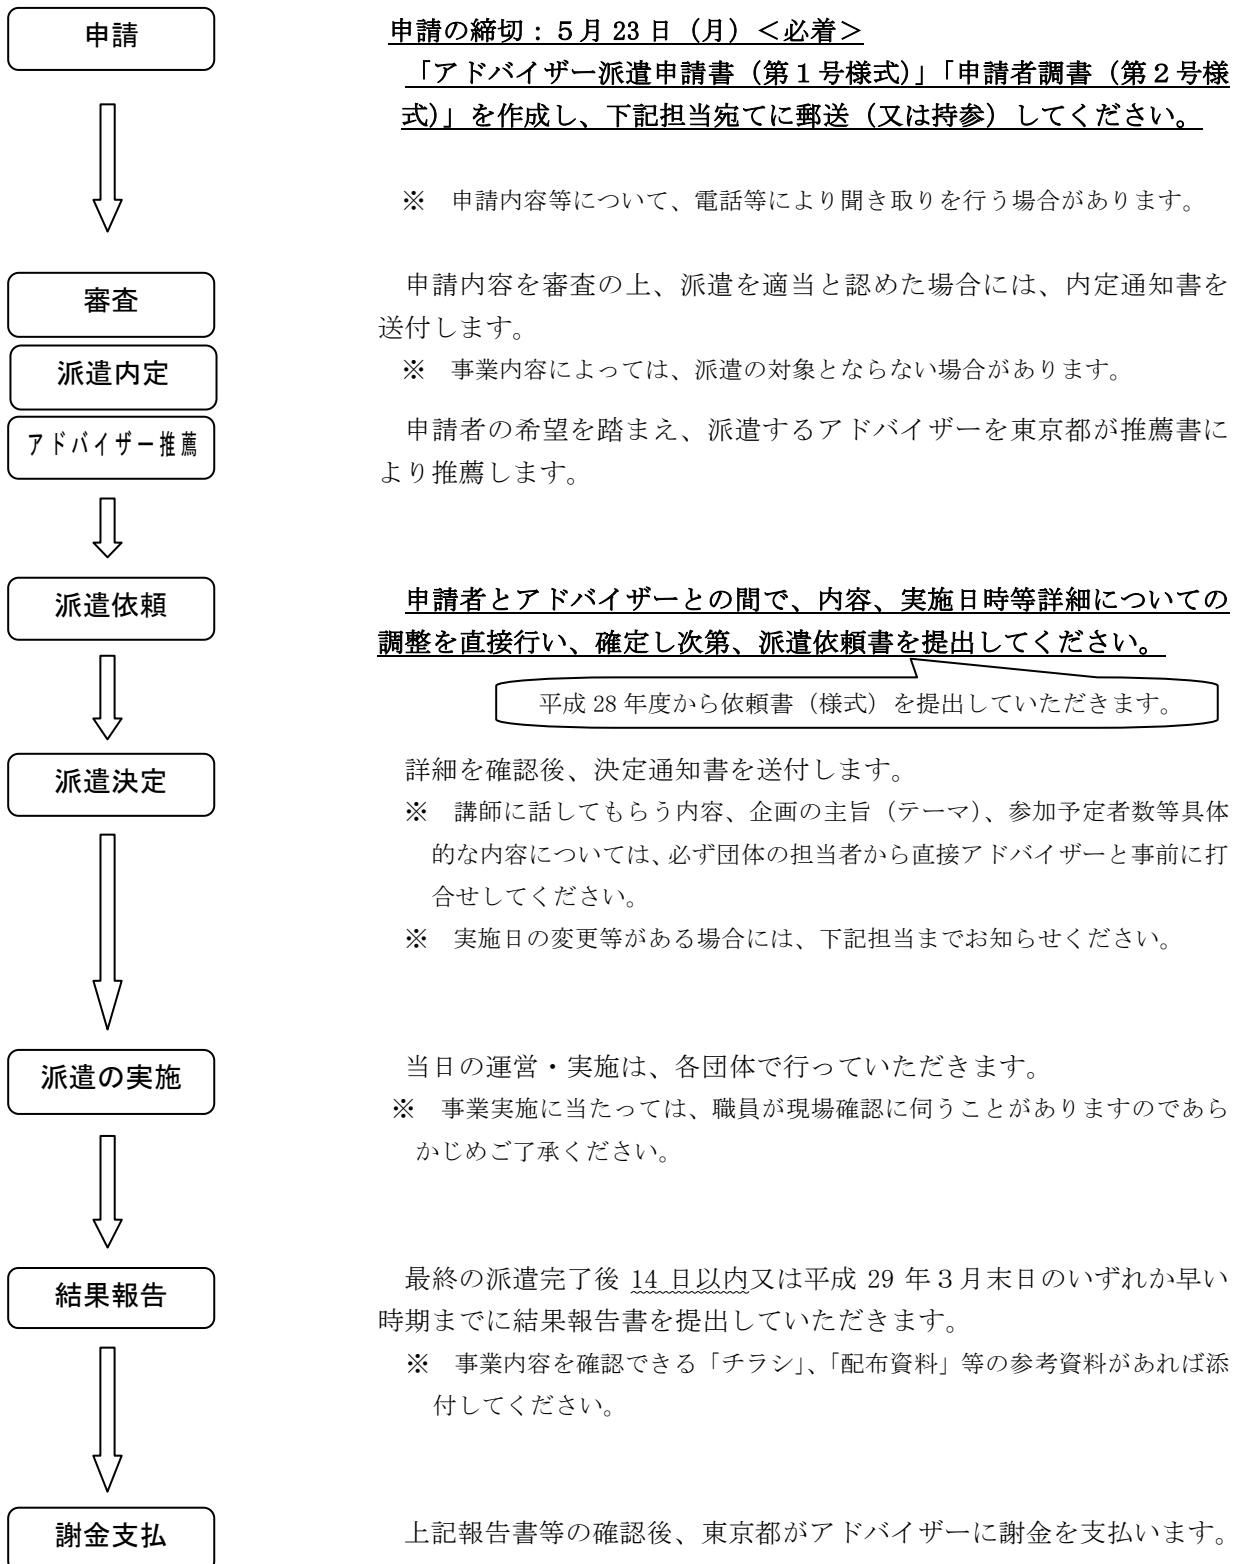 申請
申請の締切：５月 23 日（月）＜必着＞
「アドバイザー派遣申請書（第１号様式）」「申請者調書（第２号様
式）」を作成し、下記担当宛てに郵送（又は持参）してください。
※　申請内容等について、電話等により聞き取りを行う場合があります。
審査
申請内容を審査の上、派遣を適当と認めた場合には、内定通知書を
送付します。
派遣内定
※　事業内容によっては、派遣の対象とならない場合があります。
アドバイザー推薦
申請者の希望を踏まえ、派遣するアドバイザーを東京都が推薦書に
より推薦します。
派遣依頼
申請者とアドバイザーとの間で、内容、実施日時等詳細についての
調整を直接行い、確定し次第、派遣依頼書を提出してください。
平成 28 年度から依頼書（様式）を提出していただきます。
派遣決定
詳細を確認後、決定通知書を送付します。
※　講師に話してもらう内容、企画の主旨（テーマ）、参加予定者数等具体
的な内容については、必ず団体の担当者から直接アドバイザーと事前に打
合せしてください。
※　実施日の変更等がある場合には、下記担当までお知らせください。
派遣の実施
当日の運営・実施は、各団体で行っていただきます。
※　事業実施に当たっては、職員が現場確認に伺うことがありますのであら
かじめご了承ください。
結果報告
最終の派遣完了後 14 日以内又は平成 29 年３月末日のいずれか早い
時期までに結果報告書を提出していただきます。
※　事業内容を確認できる「チラシ」、「配布資料」等の参考資料があれば添
付してください。
謝金支払
上記報告書等の確認後、東京都がアドバイザーに謝金を支払います。